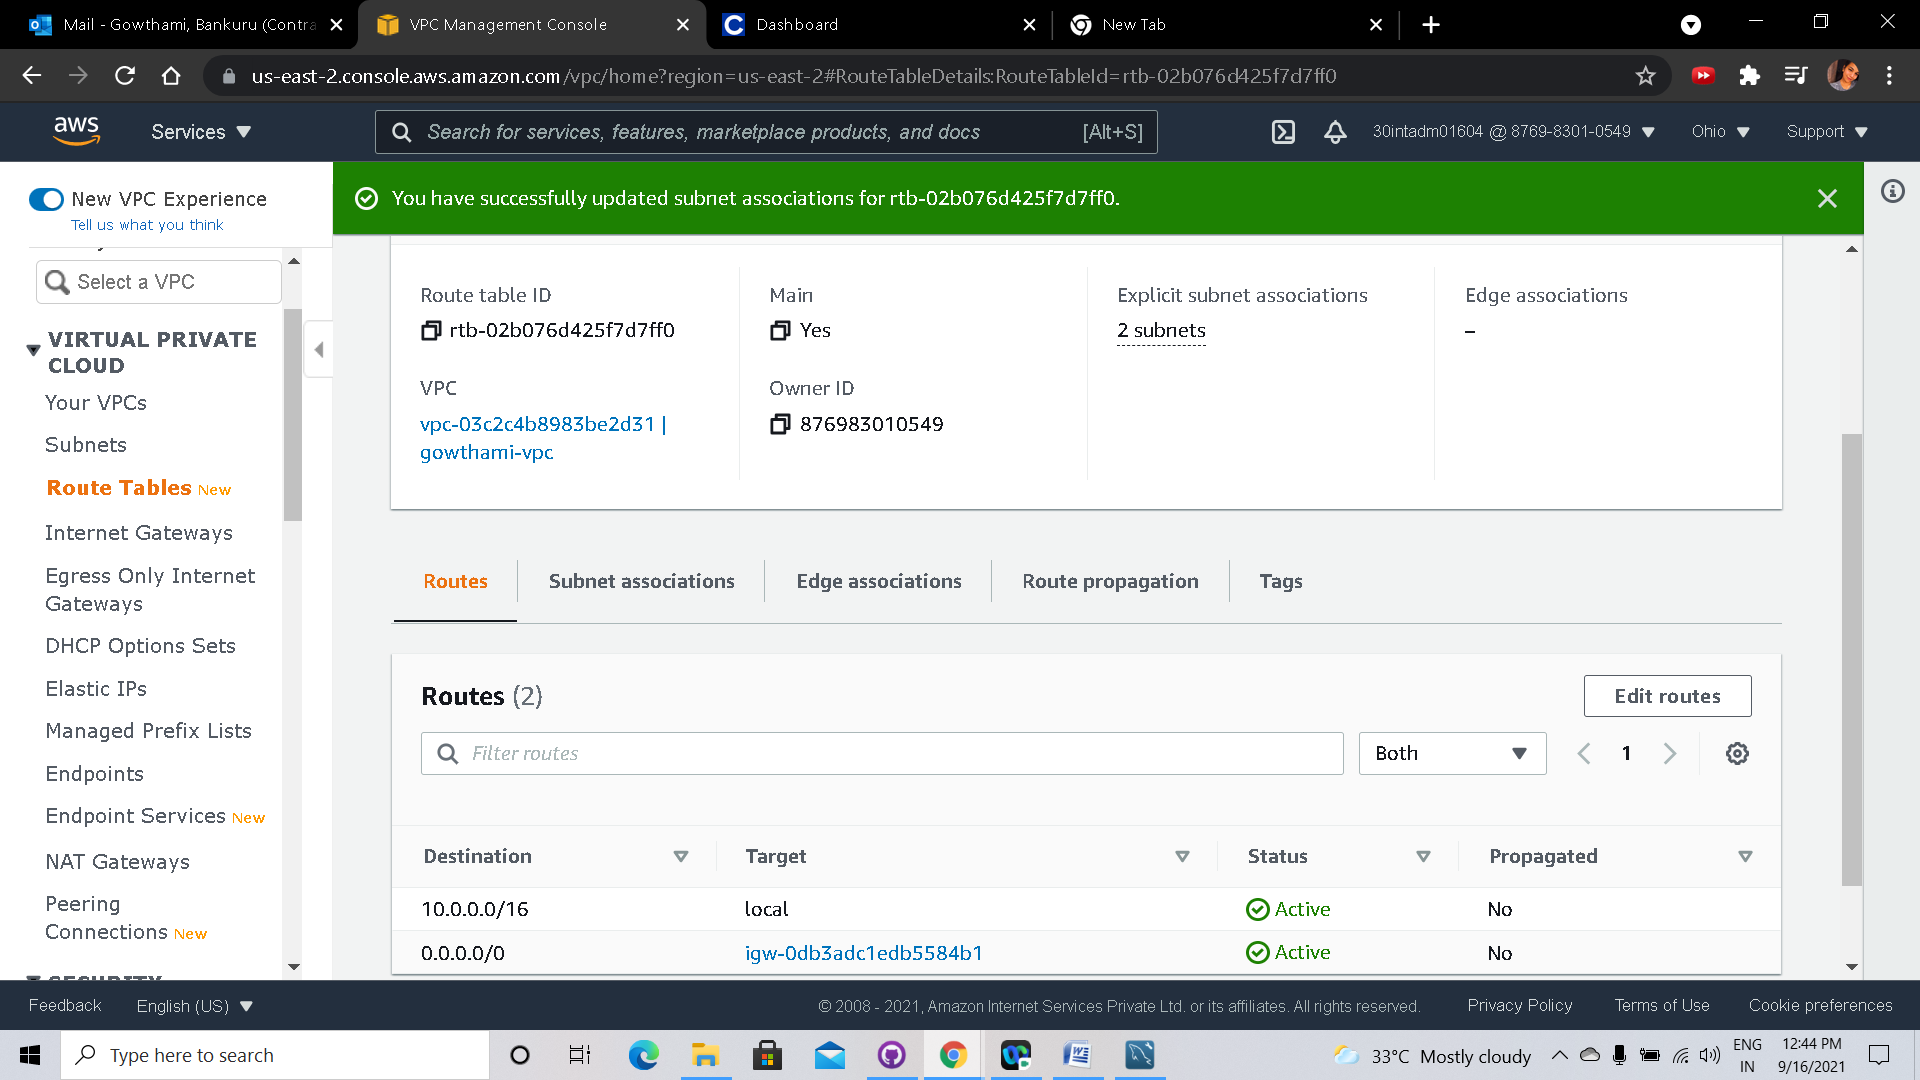 Mail - Gowthami, Bankuru (Contra
VPC Management Console
Dashboard
New Tab
us-east-2.console.aws.amazon.com/vpc/home?region=us-east-2#RouteTableDetails:RouteTableId=rtb-02b076d425f7d7ff0
aws
Services
Search for services, features, marketplace products, and docs
[Alt+S]
30intadm01604 @ 8769-8301-0549
Ohio
Support
New VPC Experience
Tell us what you think
You have successfully updated subnet associations for rtb-02b076d425f7d7ff0.
Select a VPC
VIRTUAL PRIVATE
CLOUD
Your VPCs
Subnets
Route Tables New
Internet Gateways
Egress Only Internet
Gateways
DHCP Options Sets
Elastic IPs
Managed Prefix Lists
Endpoints
Endpoint Services New
NAT Gateways
Peering
Connections New
SECURITY
Route table ID
rtb-02b076d425f7d7ff0
Main
Yes
Explicit subnet associations
2 subnets
Edge associations
–
VPC
vpc-03c2c4b8983be2d31 |
gowthami-vpc
Owner ID
876983010549
Routes
Subnet associations
Edge associations
Route propagation
Tags
Routes (2)
Edit routes
Filter routes
Both
1
Destination Target Status Propagated
10.0.0.0/16 local Active No
0.0.0.0/0 igw-0db3adc1edb5584b1 Active No
Feedback
English (US)
© 2008 - 2021, Amazon Internet Services Private Ltd. or its affiliates. All rights reserved.
Privacy Policy
Terms of Use
Cookie preferences
Type here to search
33°C Mostly cloudy
ENG
IN
12:44 PM
9/16/2021